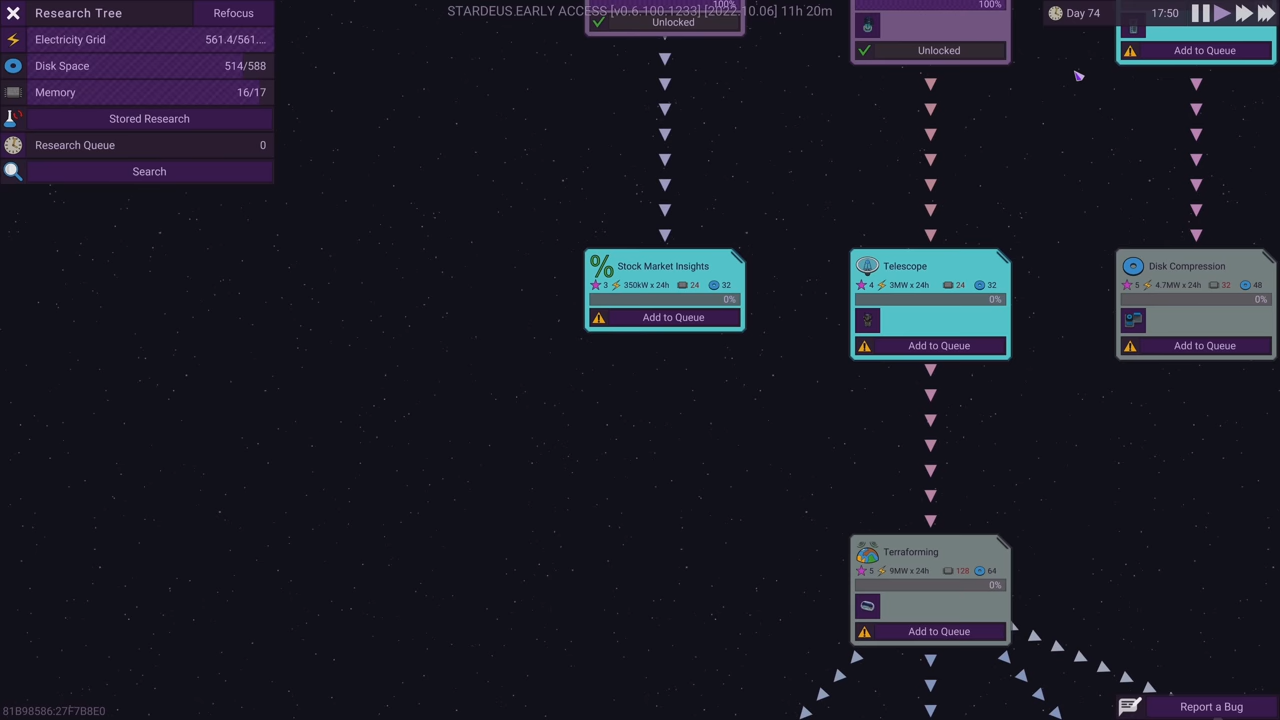 Research Tree
Refocus
STARDEUS EARLY ACCESS [v0.6.100.1233] [2022.10.06] 11h 20m
Day 74
17:50
Electricity Grid 561.4/561....
Disk Space 514/588
Memory 16/17
Stored Research
Research Queue 0
Search
Unlocked
100%
Unlocked
Add to Queue
Stock Market Insights
3 350kW x 24h 24 32
0%
Add to Queue
Telescope
4 3MW x 24h 24 32
0%
Add to Queue
Disk Compression
5 4.7MW x 24h 32 48
0%
Add to Queue
Terraforming
5 9MW x 24h 128 64
0%
Add to Queue
81B98586:27F7B8E0
Report a Bug